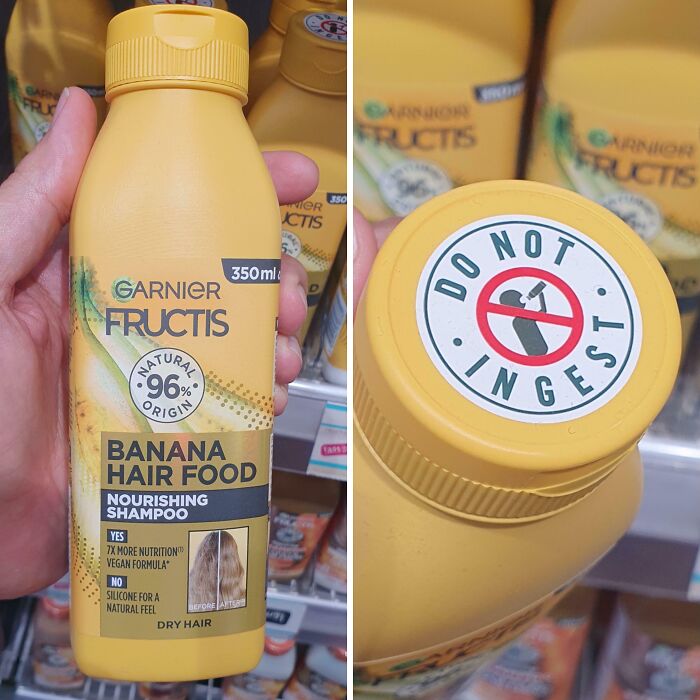 350ml
GARNIER
FRUCTIS
NATURAL
96%
ORIGIN
BANANA
HAIR FOOD
NOURISHING
SHAMPOO
YES
7X MORE NUTRITION(1)
VEGAN FORMULA*
NO
SILICONE FOR A
NATURAL FEEL
BEFORE AFTER
DRY HAIR
GARNIER
FRUCTIS
GARNIER
FRUCTIS
DO NOT
INGEST